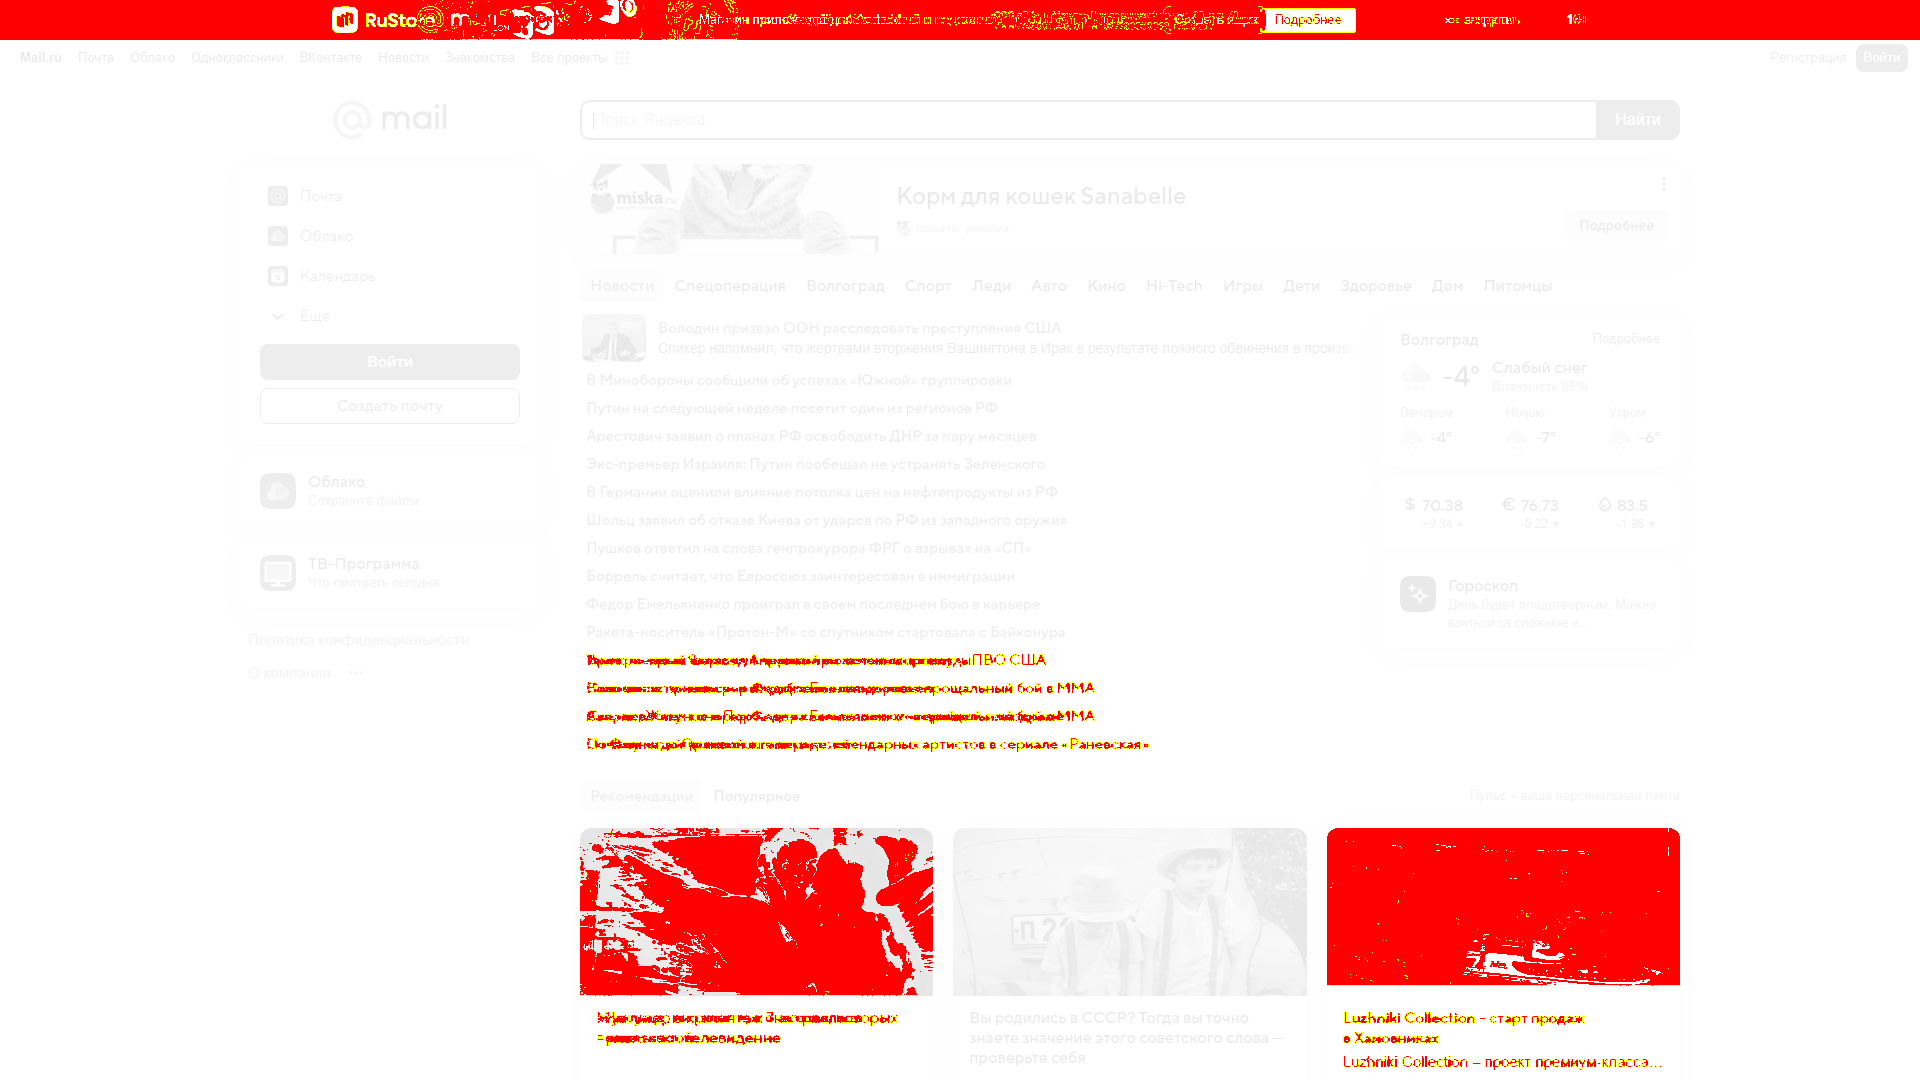 RuSto
Подробнее
Mail.ru Почта Облако Одноклассники ВКонтакте Новости Знакомства Все проекты
Регистрация Войти
mail
Поиск Яндекса
Найти
Почта
Облако
Календарь
Ещё
Войти
Создать почту
Облако
Сохраните файлы
ТВ-Программа
Что смотреть сегодня
Политика конфиденциальности
О компании
miska.ru
Корм для кошек Sanabelle
miska.ru реклама
Подробнее
Новости Спецоперация Волгоград Спорт Леди Авто Кино Hi-Tech Игры Дети Здоровье Дом Питомцы
Володин призвал ООН расследовать преступления США
Спикер напомнил, что жертвами вторжения Вашингтона в Ирак в результате ложного обвинения в произв
В Минобороны сообщили об успехах «Южной» группировки
Путин на следующей неделе посетит один из регионов РФ
Арестович заявил о планах РФ освободить ДНР за пару месяцев
Экс-премьер Израиля: Путин пообещал не устранять Зеленского
В Германии оценили влияние потолка цен на нефтепродукты из РФ
Шольц заявил об отказе Киева от ударов по РФ из западного оружия
Пушков ответил на слова генпрокурора ФРГ о взрывах на «СП»
Боррель считает, что Евросоюз заинтересован в иммиграции
Федор Емельяненко проиграл в своем последнем бою в карьере
Ракета-носитель «Протон-М» со спутником стартовала с Байконура
ПВО США
прощальный бой в ММА
ММА
легендарных артистов в сериале «Раневская»
Волгоград Подробнее
-4° Слабый снег
Влажность 86%
Вечером Ночью Утром
-4° -7° -6°
$ 70.38 € 76.73 83.5
+0.34 -0.22 -1.96
Гороскоп
День будет плодотворным. Можно
взяться за сложные и...
Рекомендации Популярное
Пульс – ваша персональная лента
телевидение
Вы родились в СССР? Тогда вы точно
знаете значение этого советского слова —
проверьте себя
Luzhniki Collection – старт продаж
в Хамовниках
Luzhniki Collection – проект премиум-класса...